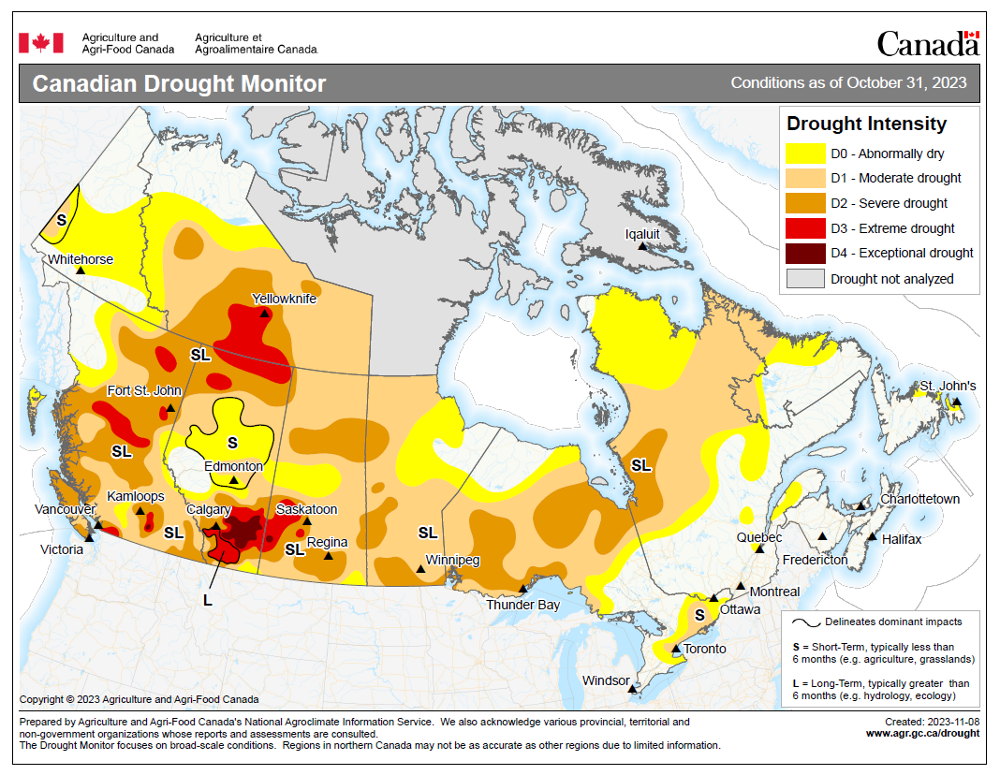 Agriculture and
Agri-Food Canada
Agriculture et
Agroalimentaire Canada
Canada
Canadian Drought Monitor
Conditions as of October 31, 2023
Drought Intensity
D0 - Abnormally dry
D1 - Moderate drought
D2 - Severe drought
D3 - Extreme drought
D4 - Exceptional drought
Drought not analyzed
S
Whitehorse
Iqaluit
Yellowknife
SL
Fort St. John
St. John's
S
SL
SL
Edmonton
Kamloops
Vancouver
Calgary
Saskatoon
Charlottetown
SL
SL
SL
Victoria
Regina
Winnipeg
Quebec
Halifax
Fredericton
L
Thunder Bay
Montreal
Ottawa
S
Toronto
Windsor
Delineates dominant impacts
S = Short-Term, typically less than
6 months (e.g. agriculture, grasslands)
L = Long-Term, typically greater than
6 months (e.g. hydrology, ecology)
Copyright © 2023 Agriculture and Agri-Food Canada
Prepared by Agriculture and Agri-Food Canada's National Agroclimate Information Service. We also acknowledge various provincial, territorial and
non-government organizations whose reports and assessments are consulted.
The Drought Monitor focuses on broad-scale conditions. Regions in northern Canada may not be as accurate as other regions due to limited information.
Created: 2023-11-08
www.agr.gc.ca/drought